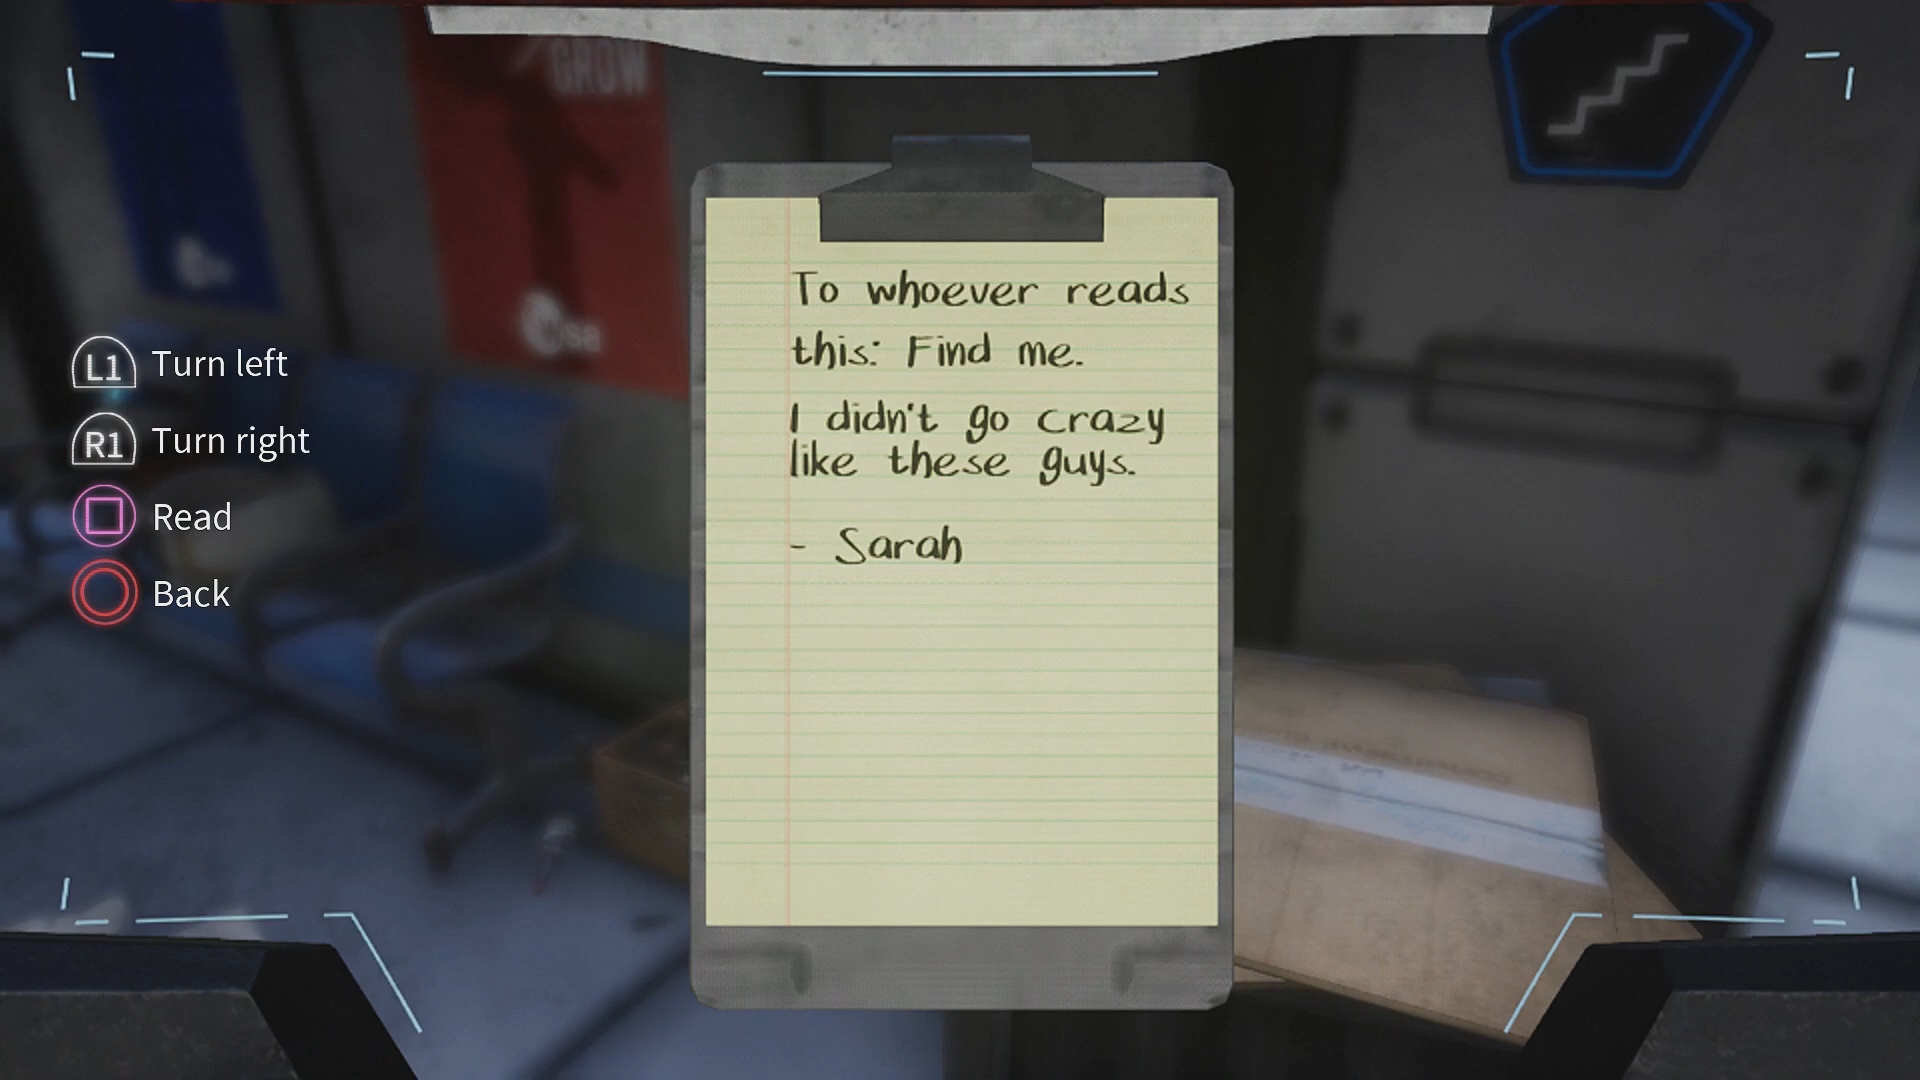 GROW
To whoever reads
this: Find me.
I didn't go crazy
like these guys.
- Sarah
L1 Turn left
R1 Turn right
Read
Back